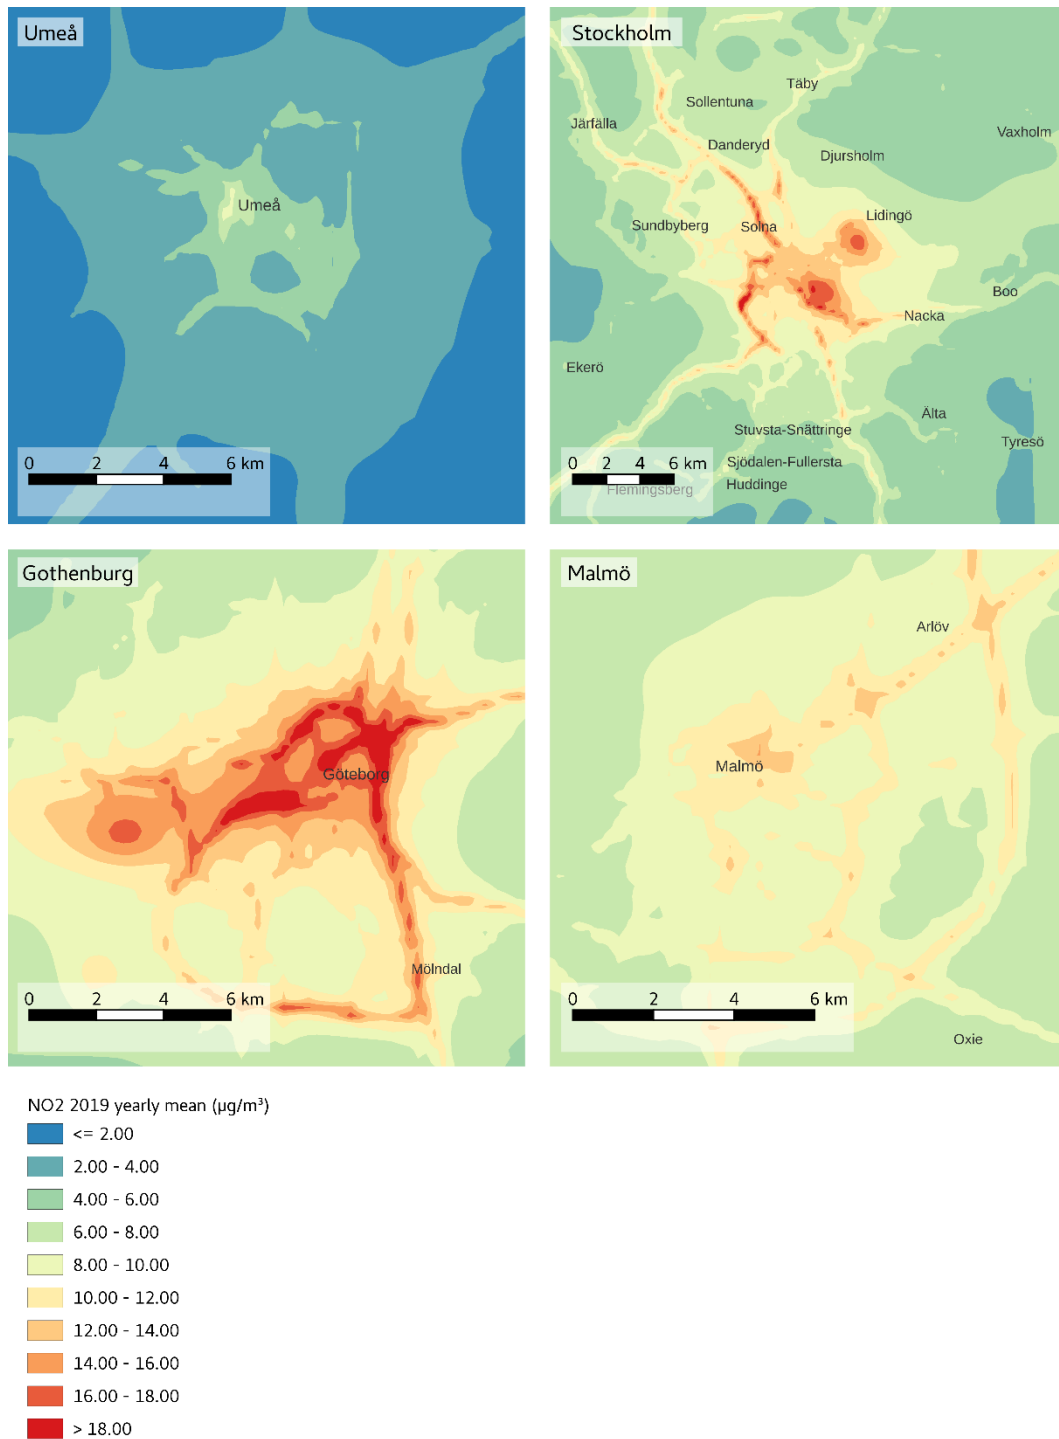 Umeå
Umeå
0 2 4 6 km
Stockholm
Täby
Sollentuna
Järfälla
Vaxholm
Danderyd
Djursholm
Lidingö
Sundbyberg
Solna
Boo
Nacka
Ekerö
Älta
Stuvsta-Snättringe
Tyresö
0 2 4 6 km
Sjödalen-Fullersta
Huddinge
Flemingsberg
Gothenburg
Göteborg
Mölndal
0 2 4 6 km
Malmö
Arlöv
Malmö
0 2 4 6 km
Oxie
NO2 2019 yearly mean (µg/m³)
<= 2.00
2.00 - 4.00
4.00 - 6.00
6.00 - 8.00
8.00 - 10.00
10.00 - 12.00
12.00 - 14.00
14.00 - 16.00
16.00 - 18.00
> 18.00